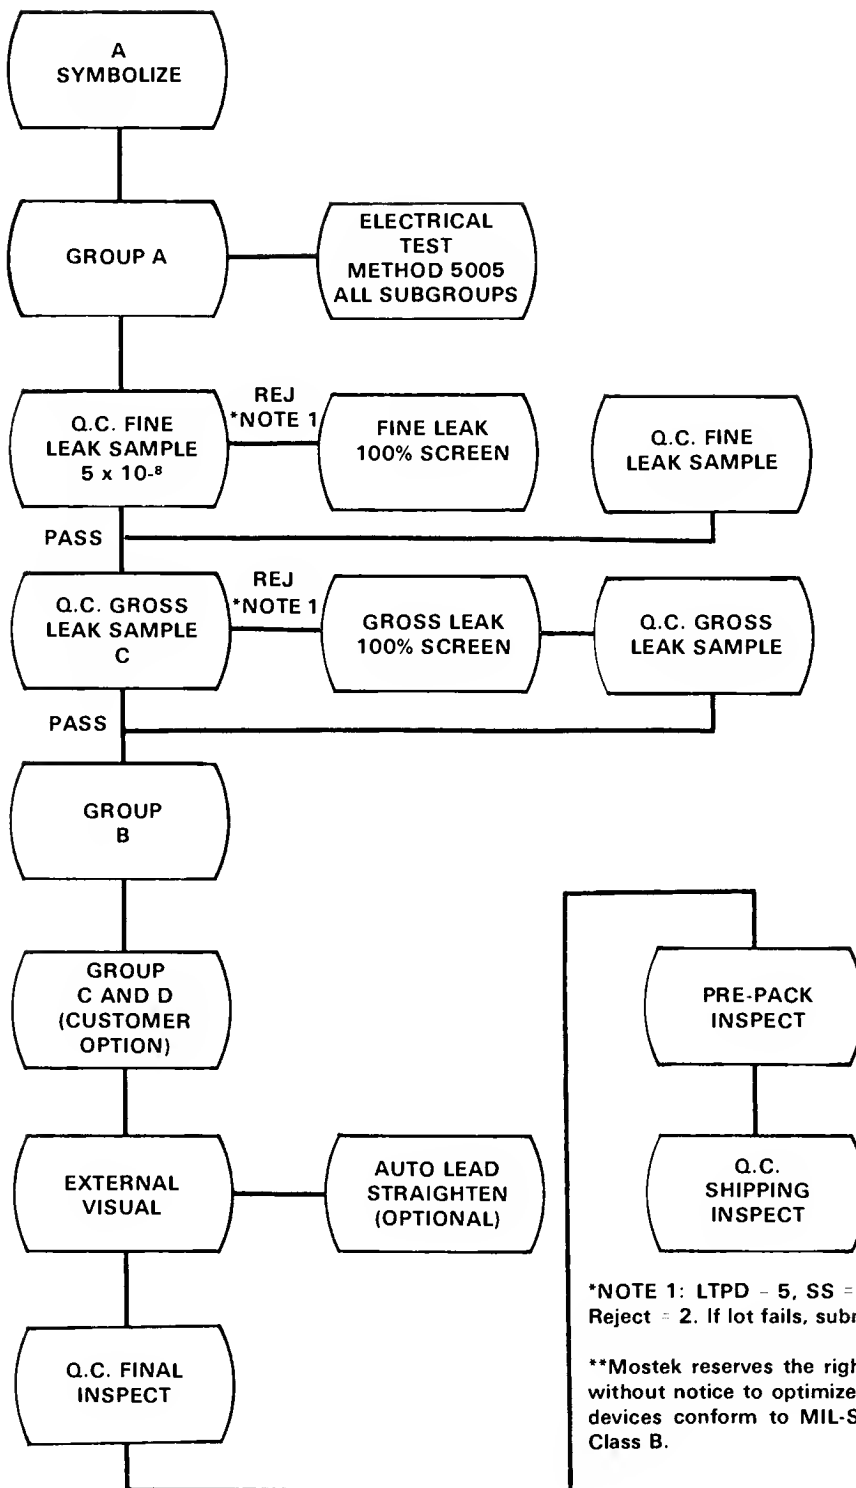 A
SYMBOLIZE
GROUP A
ELECTRICAL
TEST
METHOD 5005
ALL SUBGROUPS
Q.C. FINE
LEAK SAMPLE
5 x 10-⁸
REJ
*NOTE 1
FINE LEAK
100% SCREEN
Q.C. FINE
LEAK SAMPLE
PASS
Q.C. GROSS
LEAK SAMPLE
C
REJ
*NOTE 1
GROSS LEAK
100% SCREEN
Q.C. GROSS
LEAK SAMPLE
PASS
GROUP
B
GROUP
C AND D
(CUSTOMER
OPTION)
EXTERNAL
VISUAL
AUTO LEAD
STRAIGHTEN
(OPTIONAL)
Q.C. FINAL
INSPECT
PRE-PACK
INSPECT
Q.C.
SHIPPING
INSPECT
*NOTE 1: LTPD = 5, SS =
Reject = 2. If lot fails,
**Mostek reserves the
without notice to optimize
devices conform to
Class B.